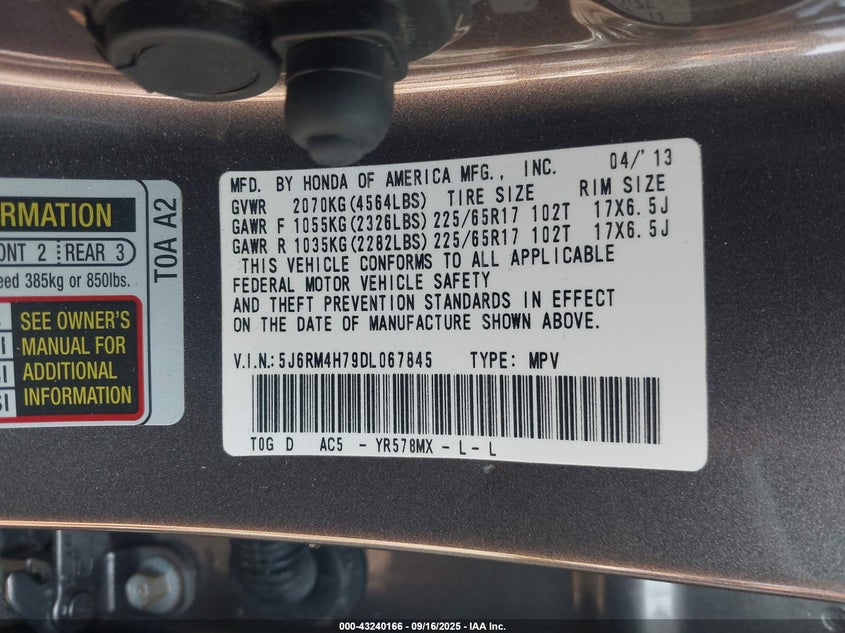 04/'13
MFD. BY HONDA OF AMERICA MFG., INC.
GVWR 2070KG(4564LBS) TIRE SIZE RIM SIZE
GAWR F 1055KG(2326LBS) 225/65R17 102T 17X6.5J
GAWR R 1035KG(2282LBS) 225/65R17 102T 17X6.5J
THIS VEHICLE CONFORMS TO ALL APPLICABLE
FEDERAL MOTOR VEHICLE SAFETY
AND THEFT PREVENTION STANDARDS IN EFFECT
ON THE DATE OF MANUFACTURE SHOWN ABOVE.
V.I.N.: 5J6RM4H79DL067845 TYPE: MPV
T0G D AC5 - YR578MX - L - L
RMATION
ONT 2 REAR 3
eed 385kg or 850lbs.
SEE OWNER'S
MANUAL FOR
ADDITIONAL
INFORMATION
T0A A2
000-43240166 - 09/16/2025 - IAA Inc.